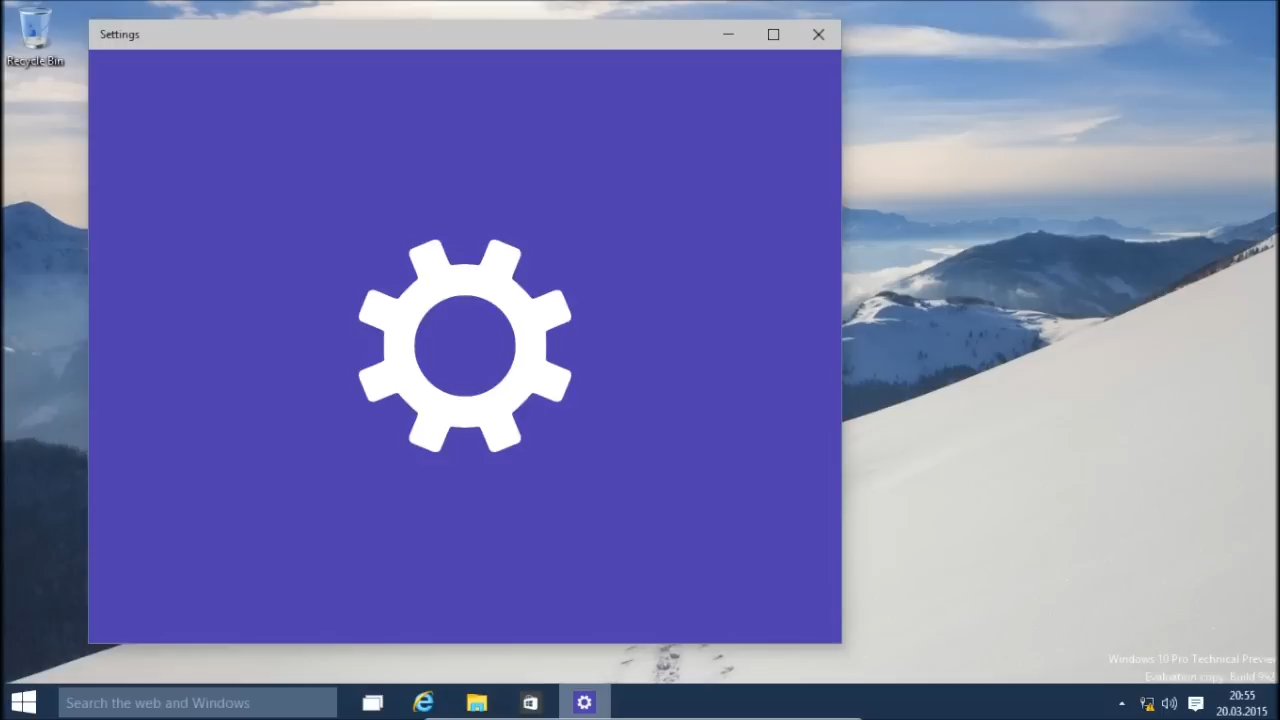 Settings
Recycle Bin
Windows 10 Pro Technical Preview
Evaluation copy. Build
Search the web and Windows
20:55
20.03.2015